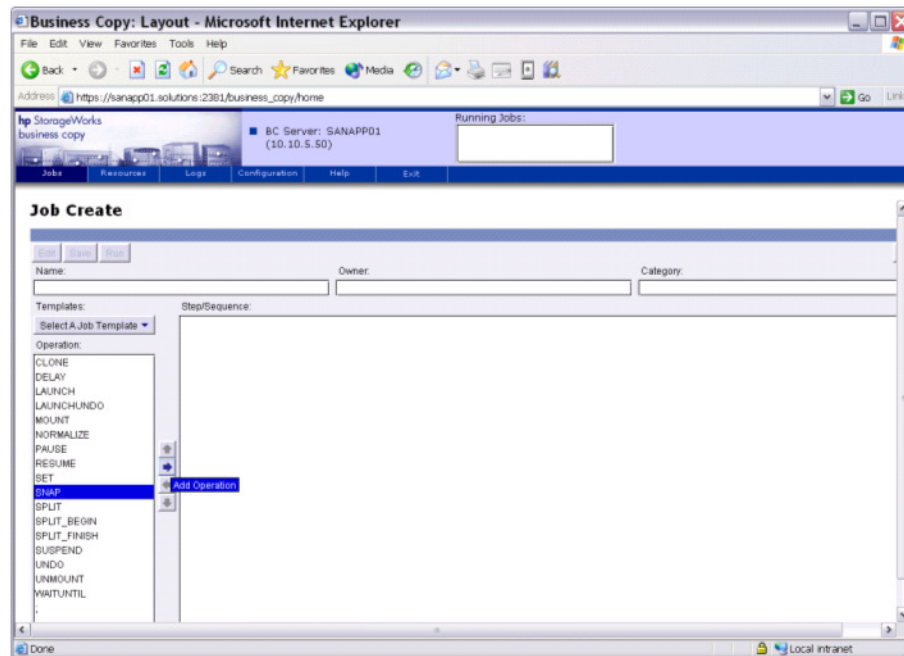 Business Copy: Layout - Microsoft Internet Explorer
File Edit View Favorites Tools Help
Back Search Favorites Media
Address https://sanapp01.solutions:2381/business_copy/home Go Link
hp StorageWorks
business copy
BC Server: SANAPP01
(10.10.5.50)
Running Jobs:
Jobs Resources Logs Configuration Help Exit
Job Create
Edit Save Run
Name: Owner: Category:
Templates: Step/Sequence:
Select A Job Template
Operation:
CLONE
DELAY
LAUNCH
LAUNCHUNDO
MOUNT
NORMALIZE
PAUSE
RESUME
SET
SNAP
Add Operation
SPLIT
SPLIT_BEGIN
SPLIT_FINISH
SUSPEND
UNDO
UNMOUNT
WAITUNTIL
;
Done Local intranet